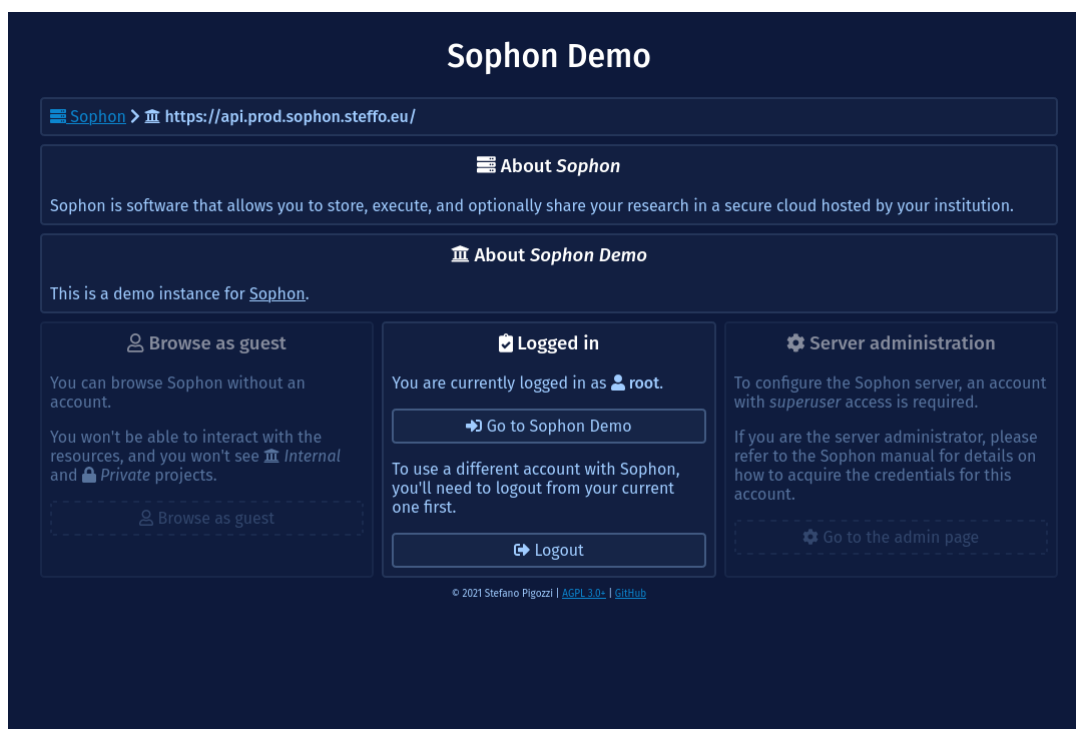 Sophon Demo
Sophon > https://api.prod.sophon.steffo.eu/
About Sophon
Sophon is software that allows you to store, execute, and optionally share your research in a secure cloud hosted by your institution.
About Sophon Demo
This is a demo instance for Sophon.
Browse as guest
You can browse Sophon without an
account.
You won't be able to interact with the
resources, and you won't see Internal
and Private projects.
Browse as guest
Logged in
You are currently logged in as root.
Go to Sophon Demo
To use a different account with Sophon,
you'll need to logout from your current
one first.
Logout
Server administration
To configure the Sophon server, an account
with superuser access is required.
If you are the server administrator, please
refer to the Sophon manual for details on
how to acquire the credentials for this
account.
Go to the admin page
© 2021 Stefano Pigozzi | AGPL 3.0+ | GitHub